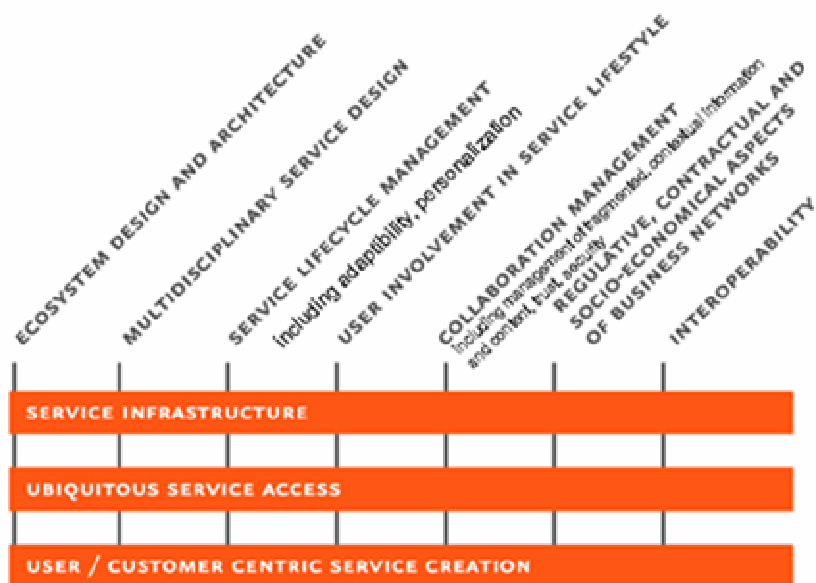 ECOSYSTEM DESIGN AND ARCHITECTURE
MULTIDISCIPLINARY SERVICE DESIGN
SERVICE LIFECYCLE MANAGEMENT
including adaptibility, personalization
USER INVOLVEMENT IN SERVICE LIFESTYLE
COLLABORATION MANAGEMENT
including management of fragmented, contextual information
and content, trust, security
REGULATIVE, CONTRACTUAL AND
SOCIO-ECONOMICAL ASPECTS
OF BUSINESS NETWORKS
INTEROPERABILITY
SERVICE INFRASTRUCTURE
UBIQUITOUS SERVICE ACCESS
USER / CUSTOMER CENTRIC SERVICE CREATION